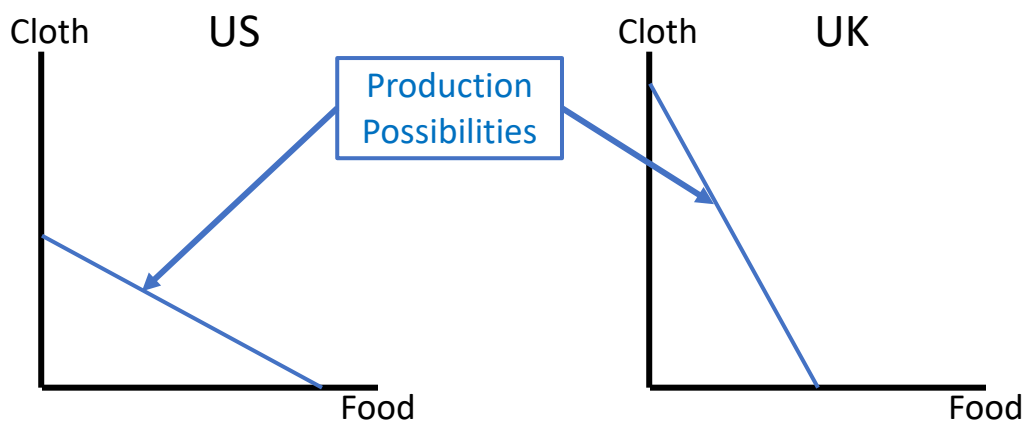 Cloth
US
Production
Possibilities
Food
Cloth
UK
Food